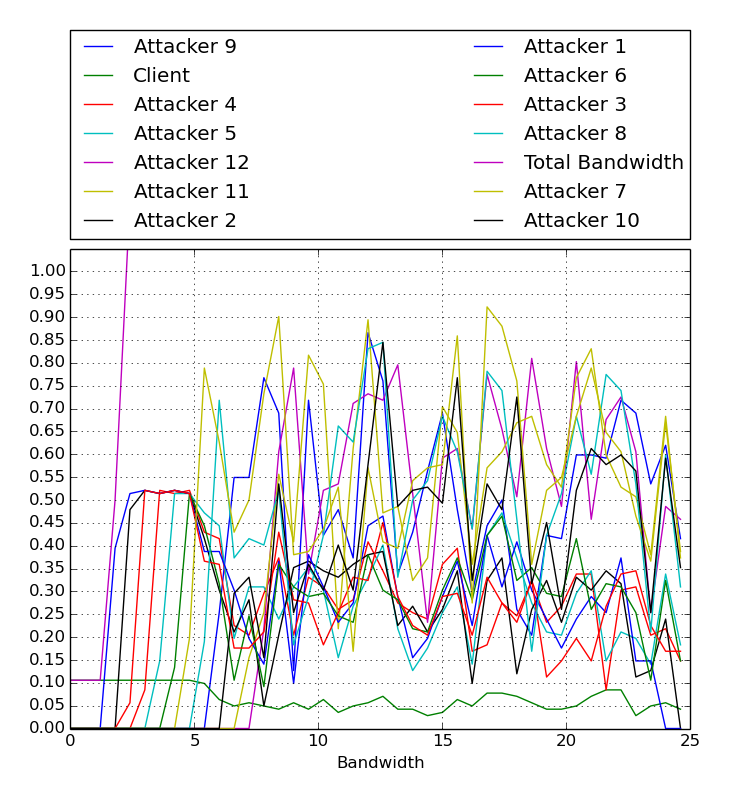 Attacker 9 Attacker 1
Client Attacker 6
Attacker 4 Attacker 3
Attacker 5 Attacker 8
Attacker 12 Total Bandwidth
Attacker 11 Attacker 7
Attacker 2 Attacker 10
1.00
0.95
0.90
0.85
0.80
0.75
0.70
0.65
0.60
0.55
0.50
0.45
0.40
0.35
0.30
0.25
0.20
0.15
0.10
0.05
0.00
0 5 10 15 20 25
Bandwidth